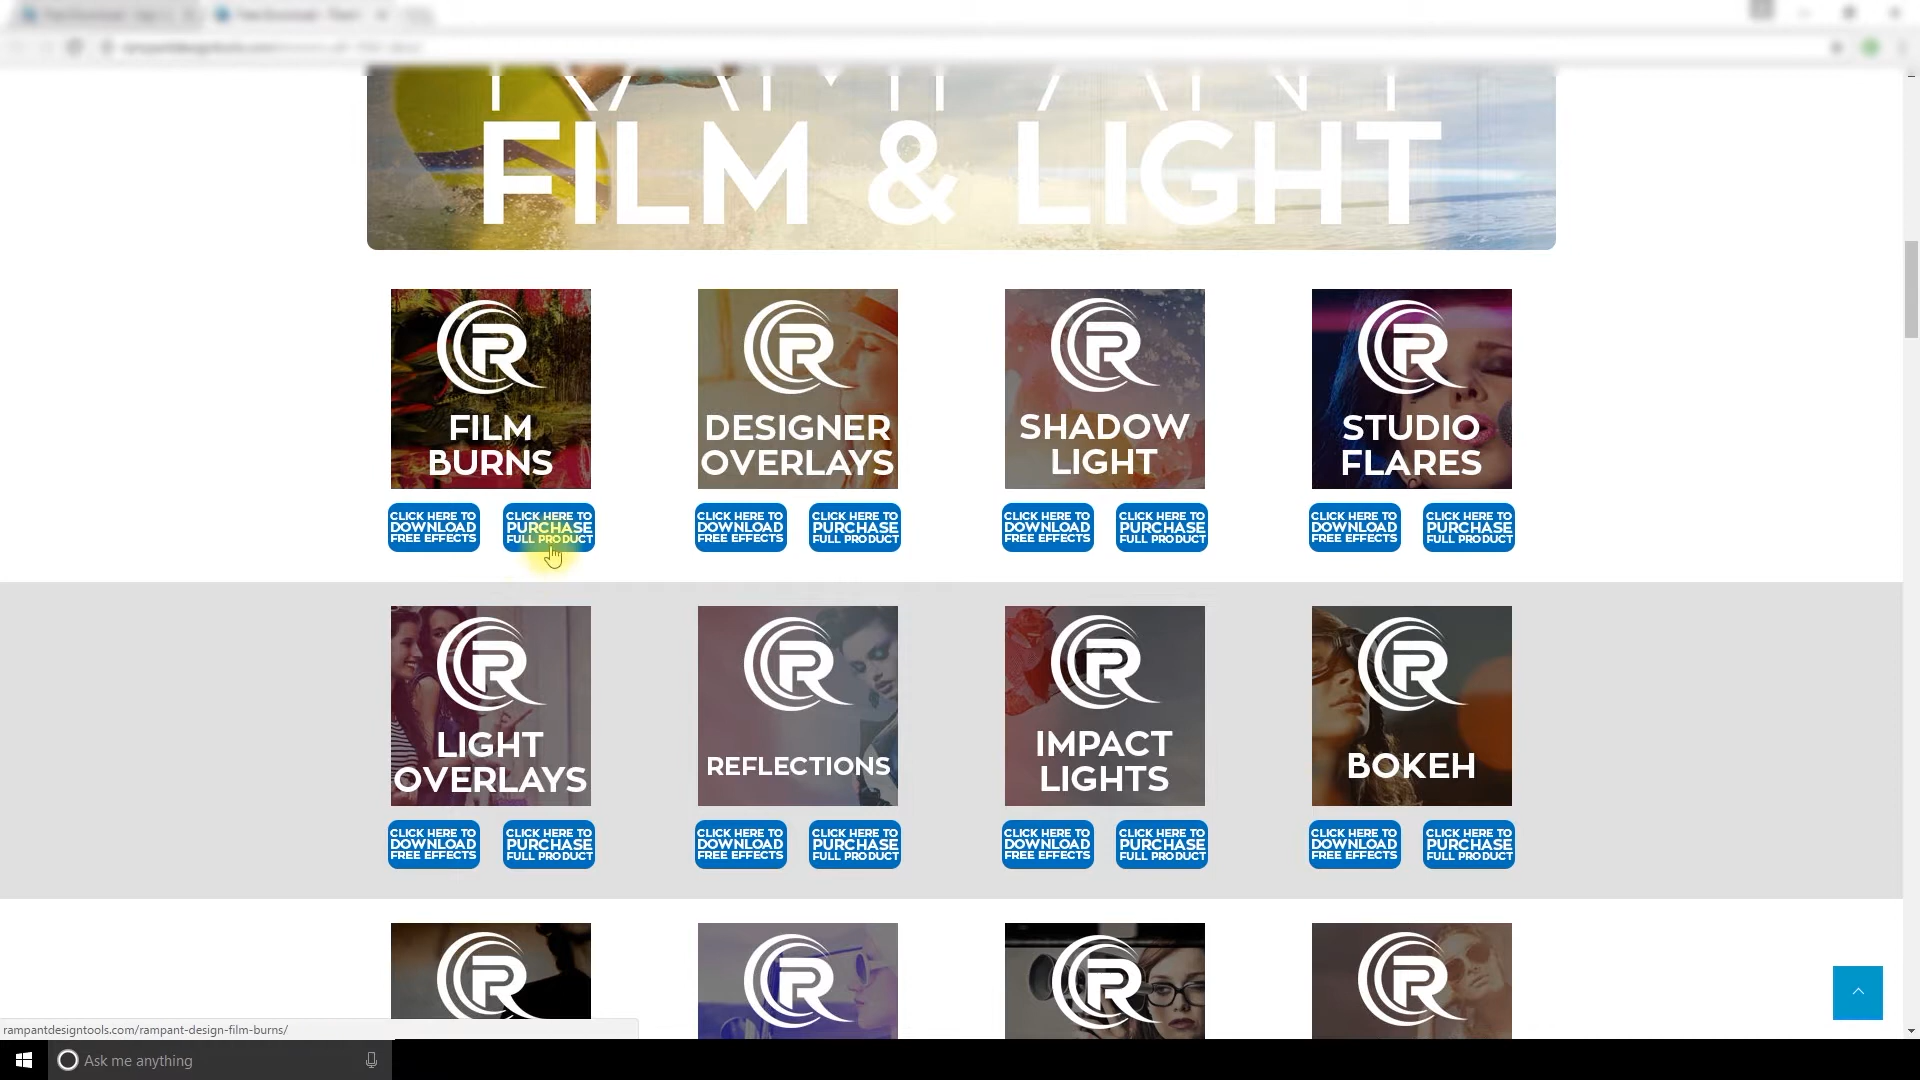 RAMPANT
FILM & LIGHT
FILM
BURNS
DESIGNER
OVERLAYS
SHADOW
LIGHT
STUDIO
FLARES
CLICK HERE TO
DOWNLOAD
FREE EFFECTS
CLICK HERE TO
PURCHASE
FULL PRODUCT
CLICK HERE TO
DOWNLOAD
FREE EFFECTS
CLICK HERE TO
PURCHASE
FULL PRODUCT
CLICK HERE TO
DOWNLOAD
FREE EFFECTS
CLICK HERE TO
PURCHASE
FULL PRODUCT
CLICK HERE TO
DOWNLOAD
FREE EFFECTS
CLICK HERE TO
PURCHASE
FULL PRODUCT
LIGHT
OVERLAYS
REFLECTIONS
IMPACT
LIGHTS
BOKEH
CLICK HERE TO
DOWNLOAD
FREE EFFECTS
CLICK HERE TO
PURCHASE
FULL PRODUCT
CLICK HERE TO
DOWNLOAD
FREE EFFECTS
CLICK HERE TO
PURCHASE
FULL PRODUCT
CLICK HERE TO
DOWNLOAD
FREE EFFECTS
CLICK HERE TO
PURCHASE
FULL PRODUCT
CLICK HERE TO
DOWNLOAD
FREE EFFECTS
CLICK HERE TO
PURCHASE
FULL PRODUCT
rampantdesigntools.com/rampant-design-film-burns/
Ask me anything